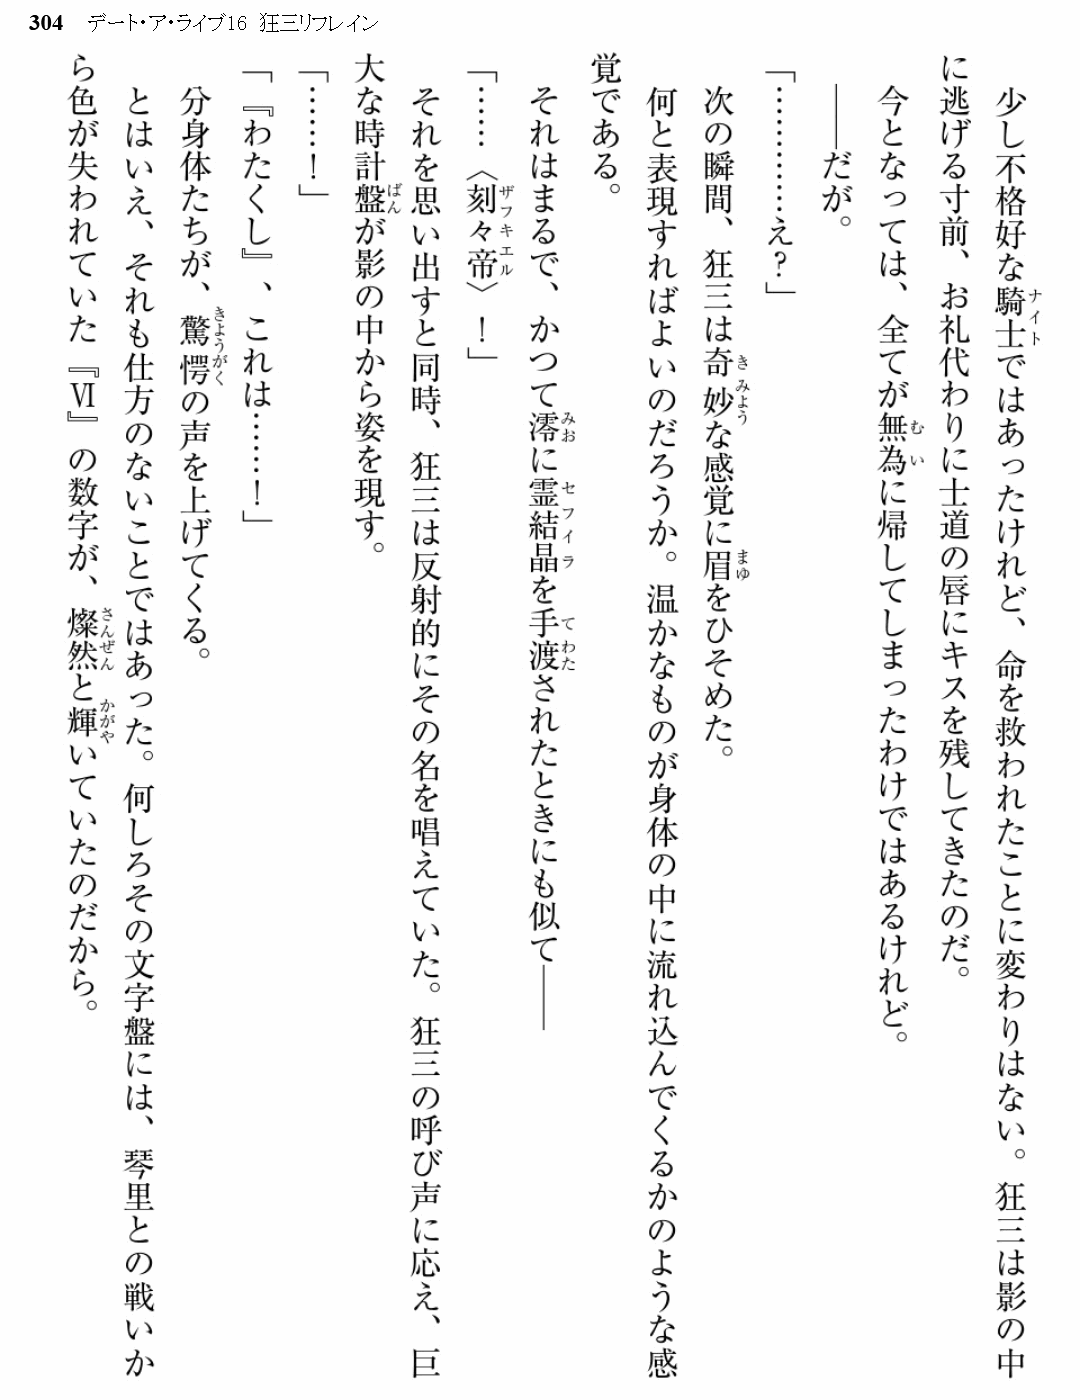 304 デート・ア・ライブ16 狂三リフレイン
少し不格好な騎士ではあったけれど、命を救われたことに変わりはない。狂三は影の中
に逃げる寸前、お礼代わりに士道の唇にキスを残してきたのだ。
今となっては、全てが無為に帰してしまったわけではあるけれど。
――だが。
「…………え？」
次の瞬間、狂三は奇妙な感覚に眉をひそめた。
何と表現すればよいのだろうか。温かなものが身体の中に流れ込んでくるかのような感
覚である。
それはまるで、かつて澪に霊結晶を手渡されたときにも似て――
「……〈刻々帝〉！」
それを思い出すと同時、狂三は反射的にその名を唱えていた。狂三の呼び声に応え、巨
大な時計盤が影の中から姿を現す。
「……！」
「『わたくし』、これは……！」
分身体たちが、驚愕の声を上げてくる。
とはいえ、それも仕方のないことではあった。何しろその文字盤には、琴里との戦いか
ら色が失われていた『Ⅵ』の数字が、燦然と輝いていたのだから。